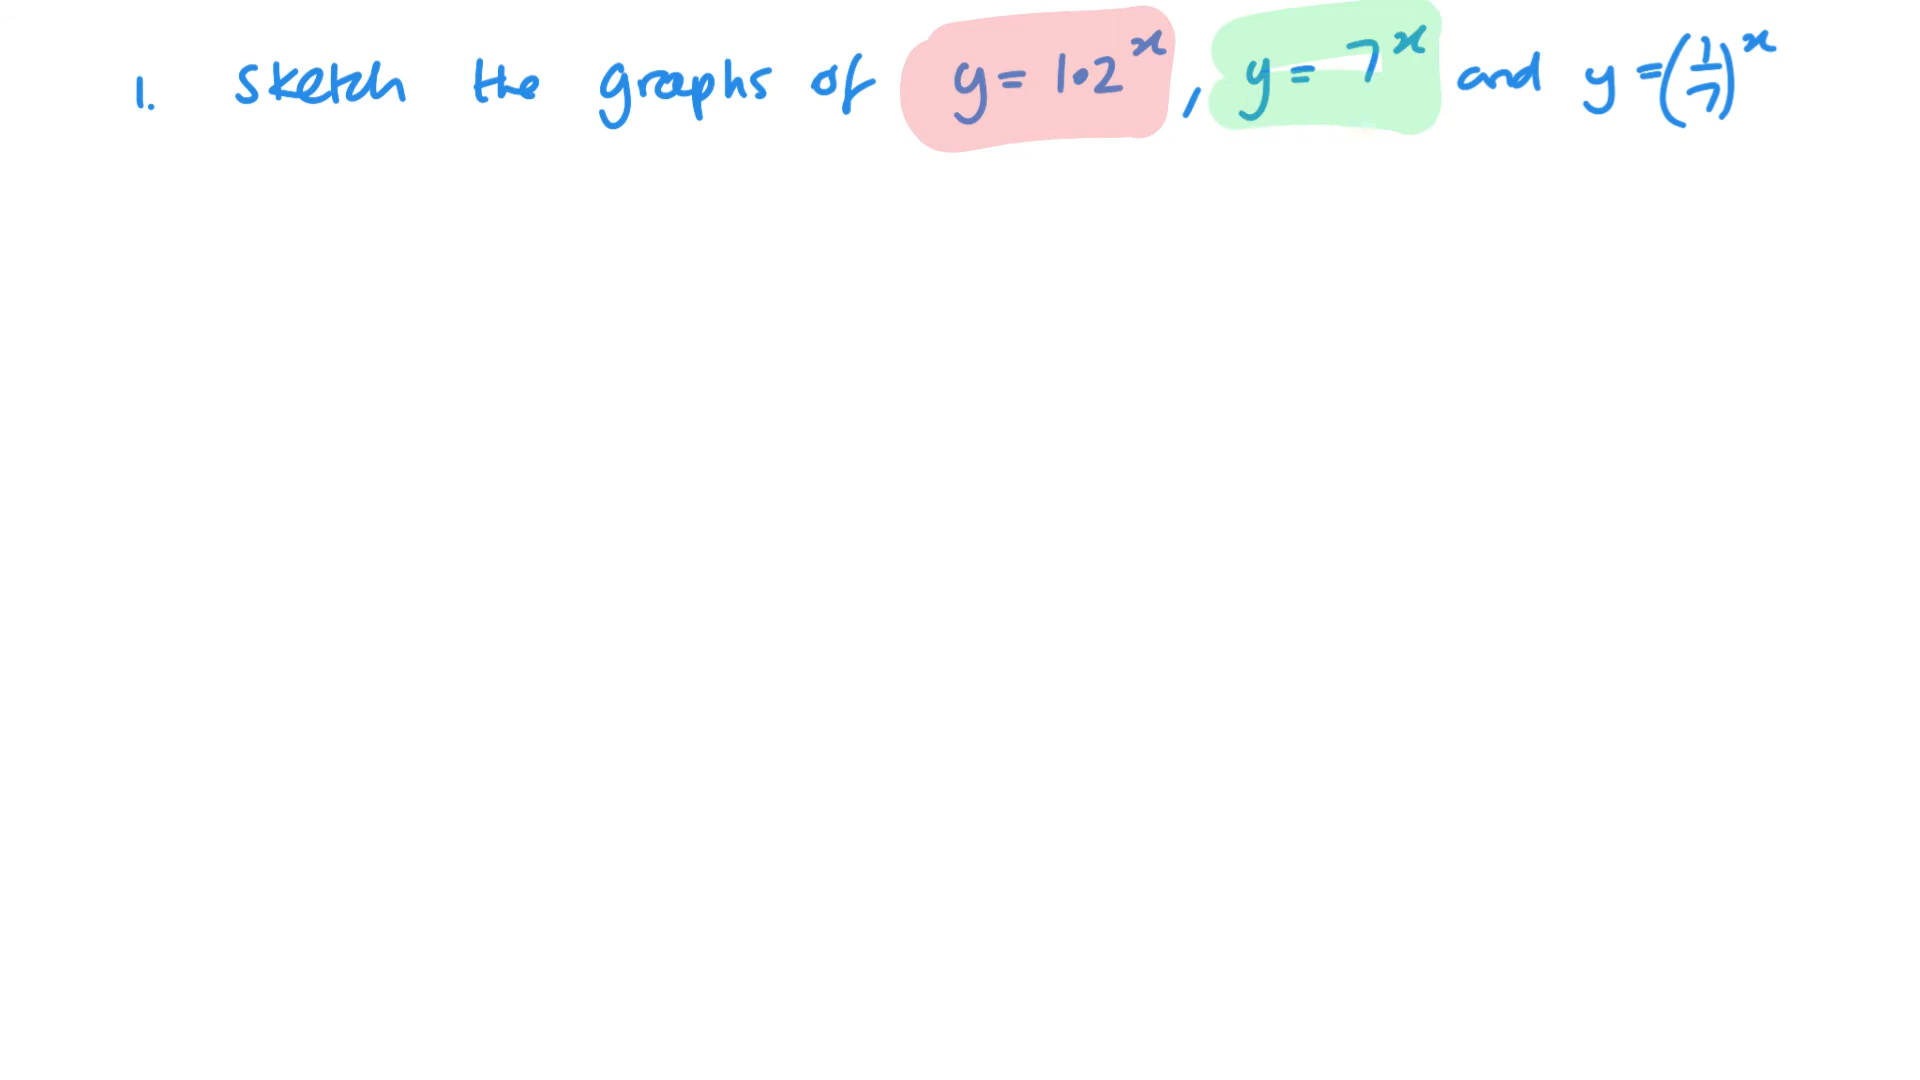 1. sketch the graphs of y = 1·2^x, y = 7^x and y = (1/7)^x